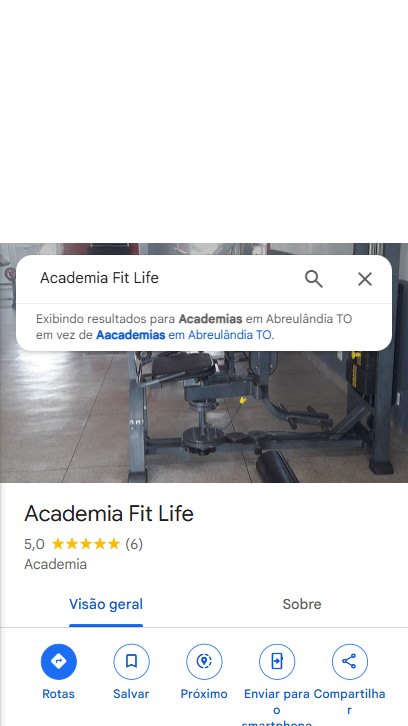 Academia Fit Life
Exibindo resultados para Academias em Abreulândia TO
em vez de Aacademias em Abreulândia TO.
Academia Fit Life
5,0 ★★★★★ (6)
Academia
Visão geral
Sobre
Rotas
Salvar
Próximo
Enviar para
o
smartphone
Compartilha
r